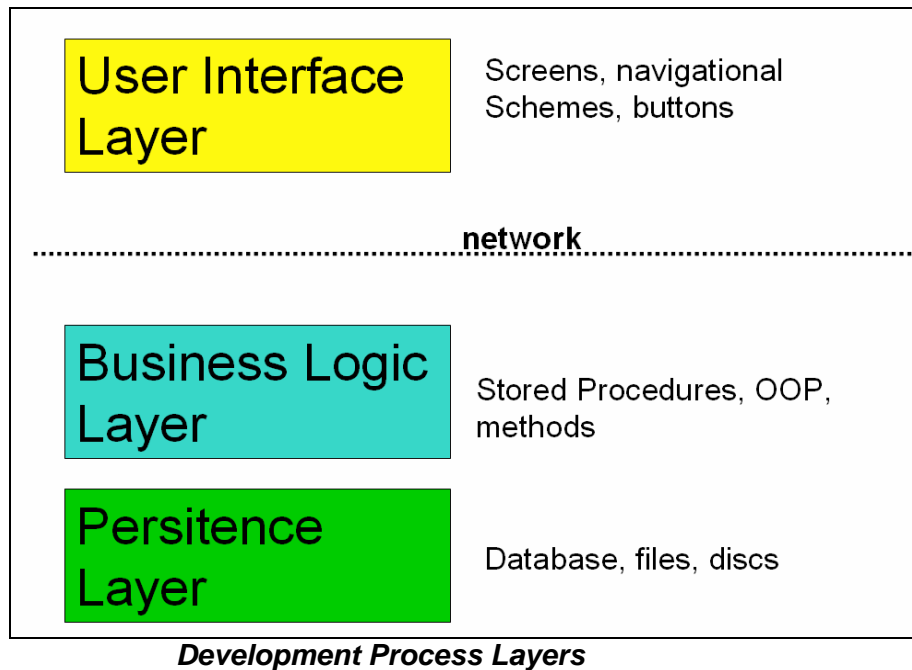 User Interface
Layer
Screens, navigational
Schemes, buttons
network
Business Logic
Layer
Stored Procedures, OOP,
methods
Persitence
Layer
Database, files, discs
Development Process Layers